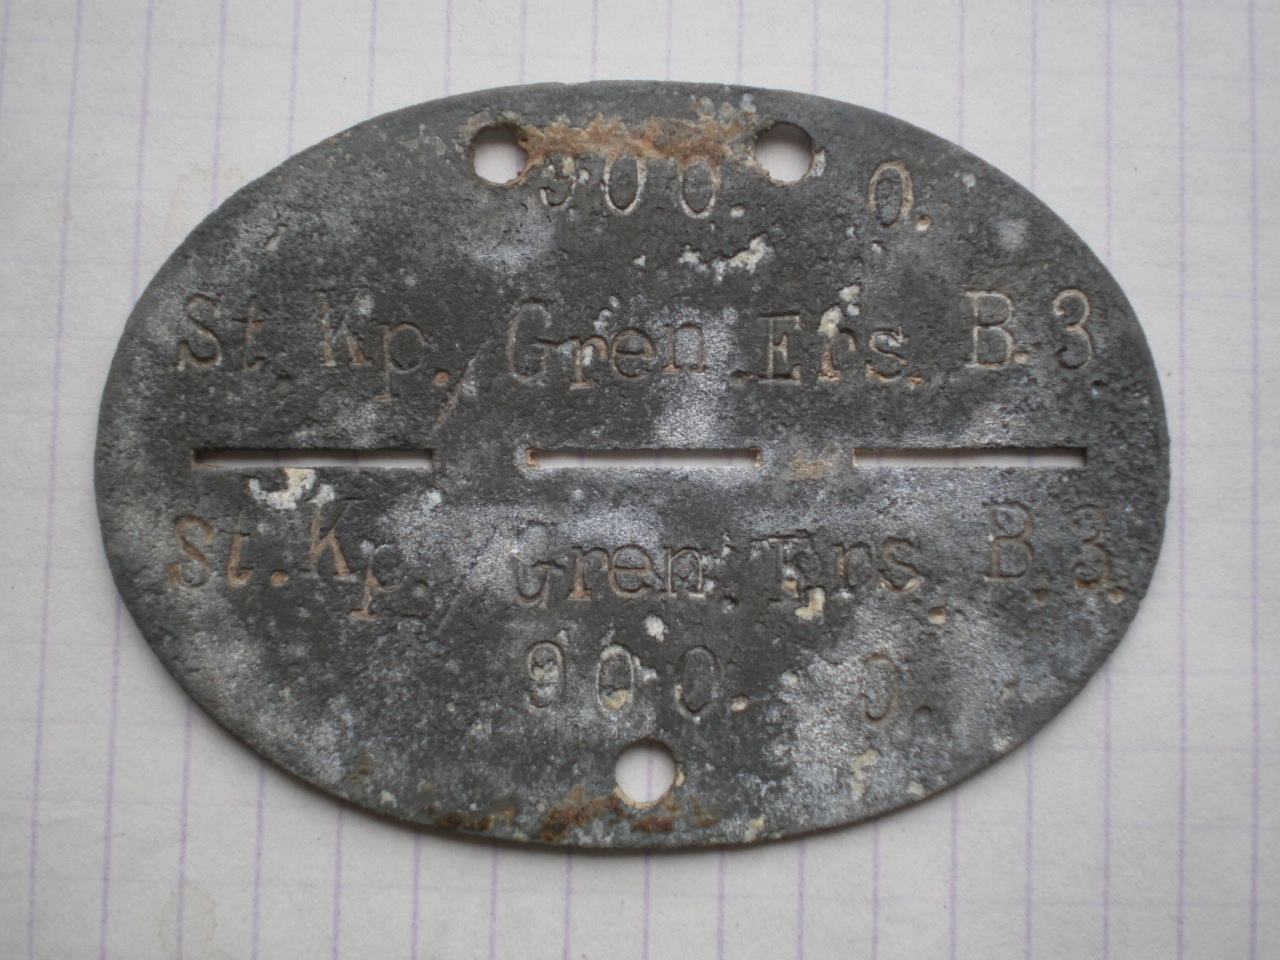 900. 0.
St. Kp./Gren.Ers. B.3
St.Kp./Gren.Ers. B.3.
900. 0.